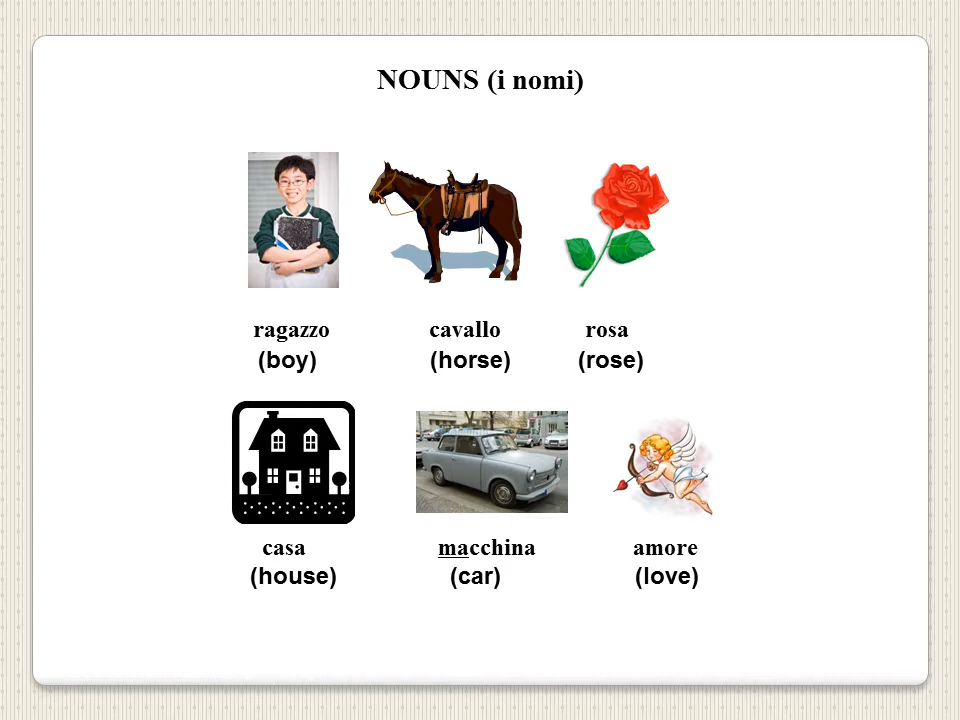 NOUNS (i nomi)
ragazzo cavallo rosa
(boy) (horse) (rose)
casa macchina amore
(house) (car) (love)